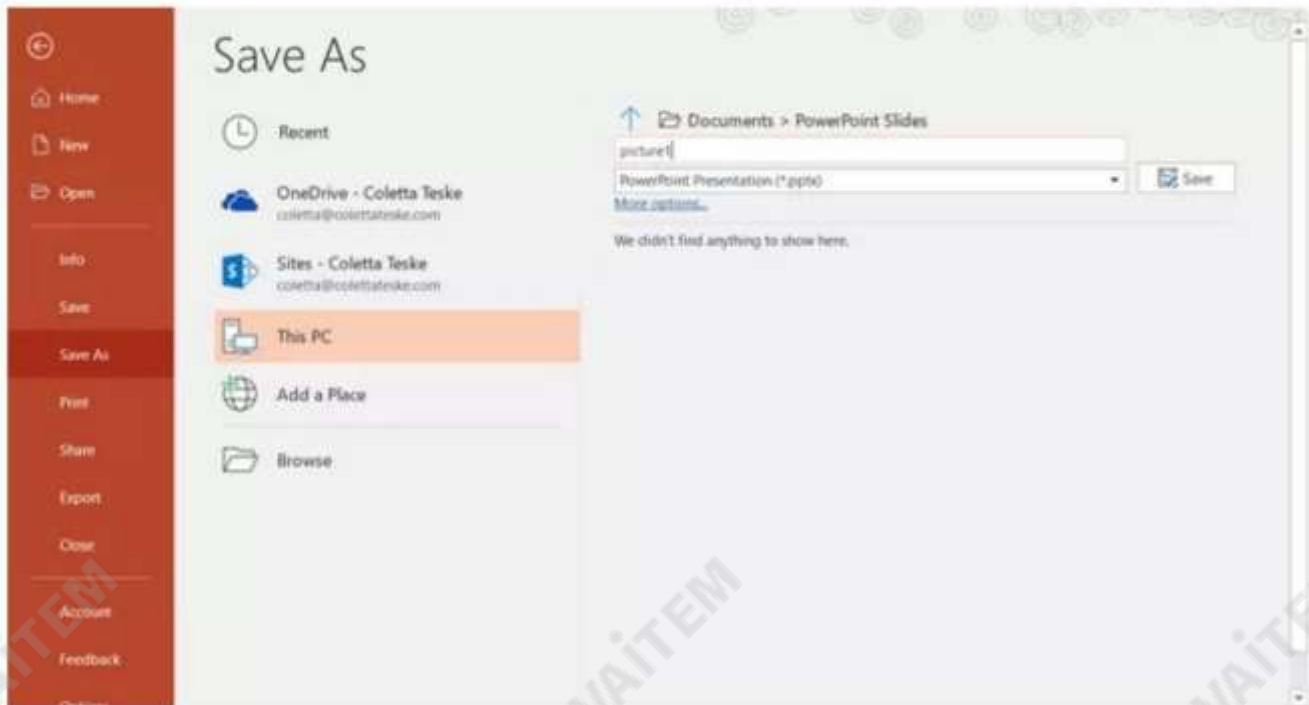 Save As
Home
New
Open
Info
Save
Save As
Print
Share
Export
Close
Account
Feedback
Recent
OneDrive - Coletta Teske
coletta@colettateske.com
Sites - Coletta Teske
coletta@colettateske.com
This PC
Add a Place
Browse
Documents > PowerPoint Slides
picture1
PowerPoint Presentation (*.pptx)
Save
More options...
We didn't find anything to show here.
VAITEM